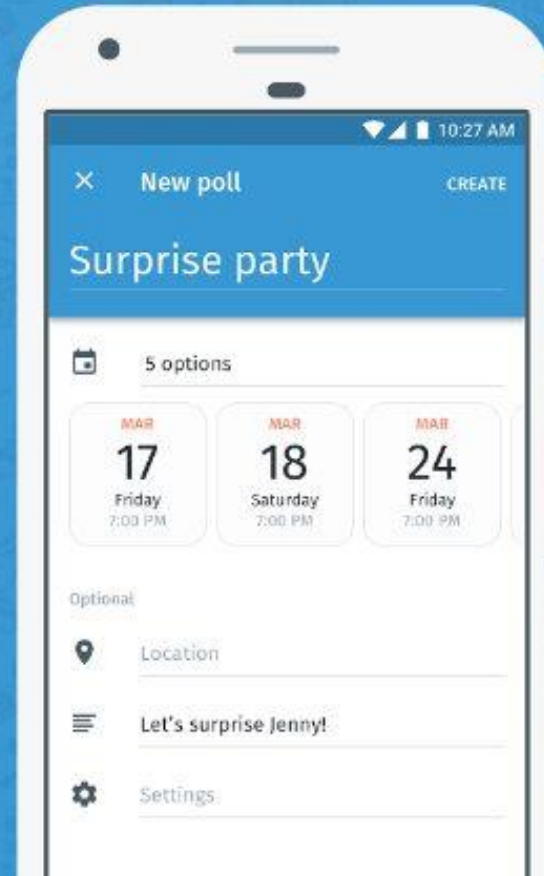 10:27 AM
New poll CREATE
Surprise party
5 options
MAR MAR MAR
17 18 24
Friday Saturday Friday
7:00 PM 7:00 PM 7:00 PM
Optional
Location
Let's surprise Jenny!
Settings